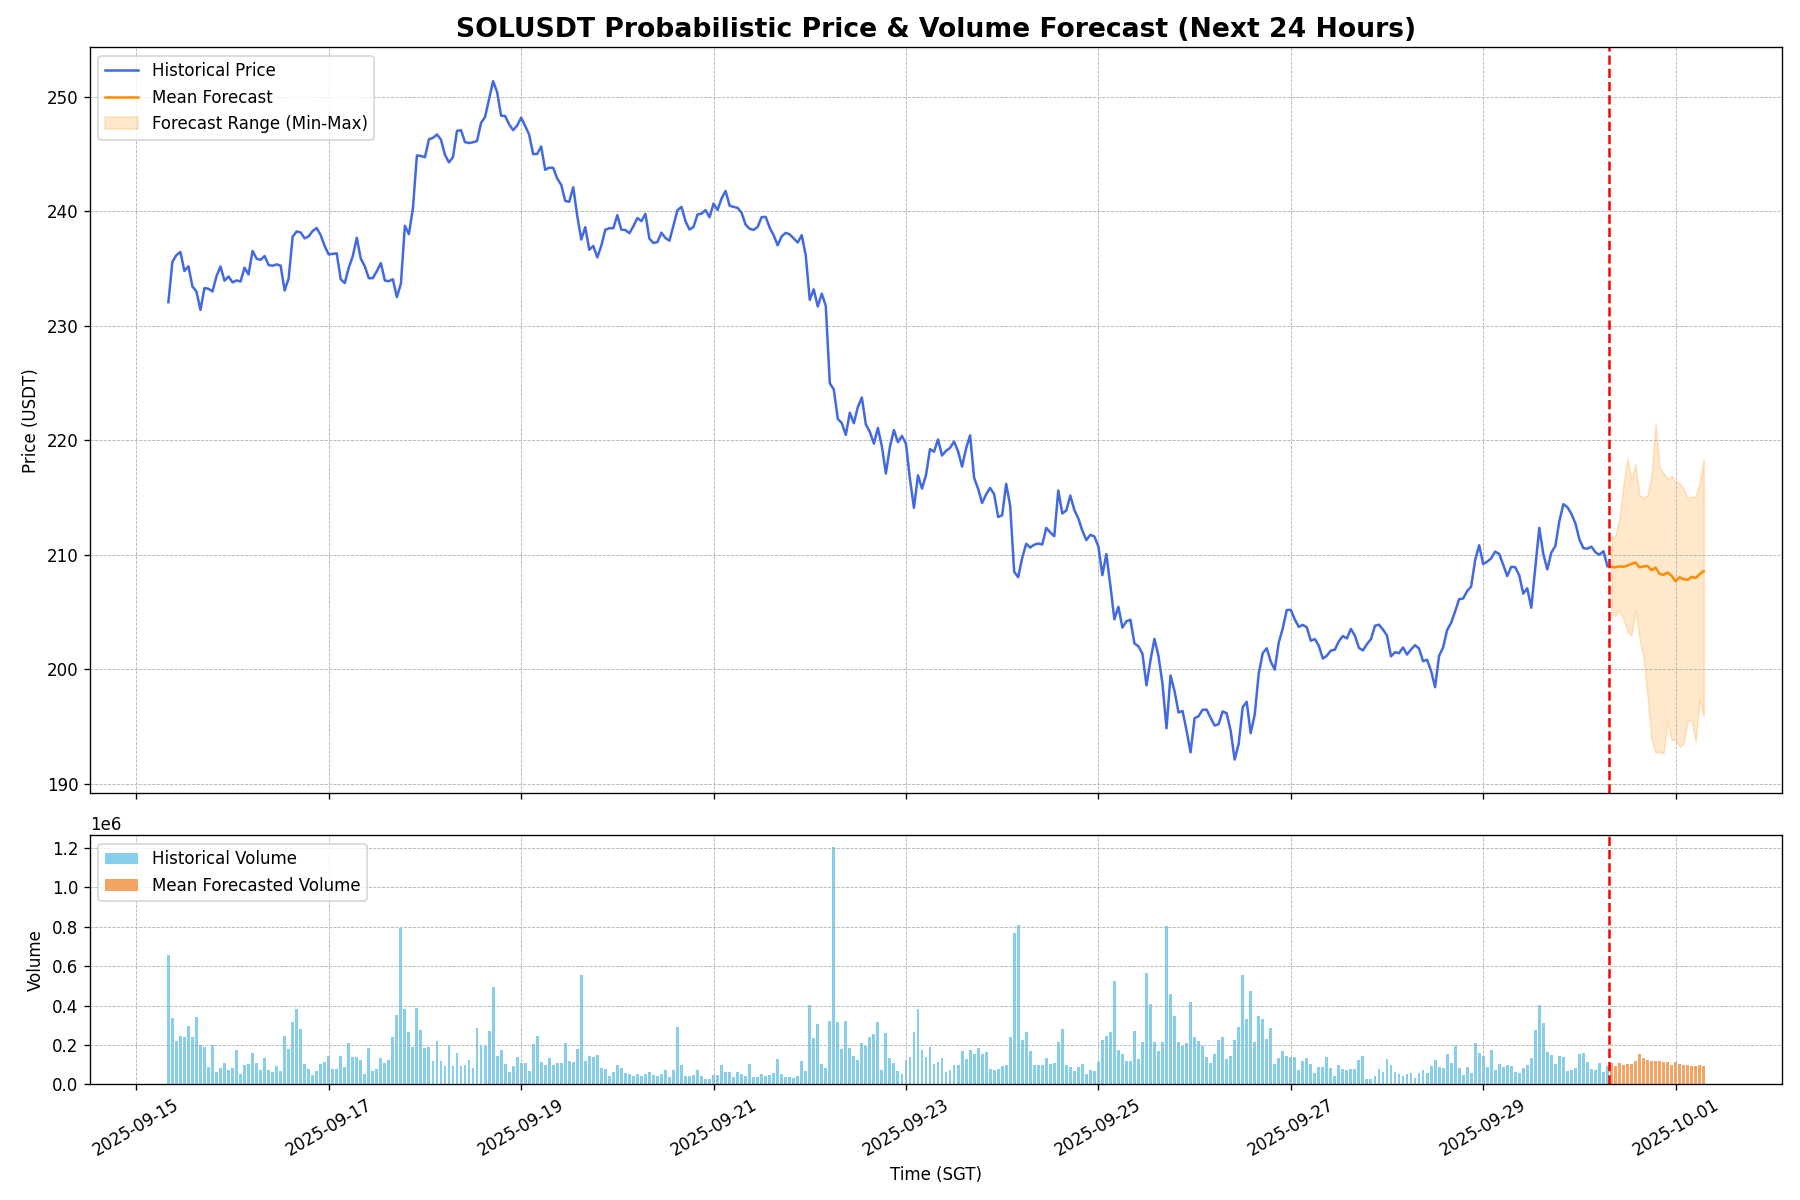 SOLUSDT Probabilistic Price & Volume Forecast (Next 24 Hours)
Historical Price
Mean Forecast
Forecast Range (Min-Max)
250
240
230
220
210
200
190
Price (USDT)
1e6
Historical Volume
Mean Forecasted Volume
1.2
1.0
0.8
0.6
0.4
0.2
0.0
Volume
2025-09-15
2025-09-17
2025-09-19
2025-09-21
2025-09-23
2025-09-25
2025-09-27
2025-09-29
2025-10-01
Time (SGT)